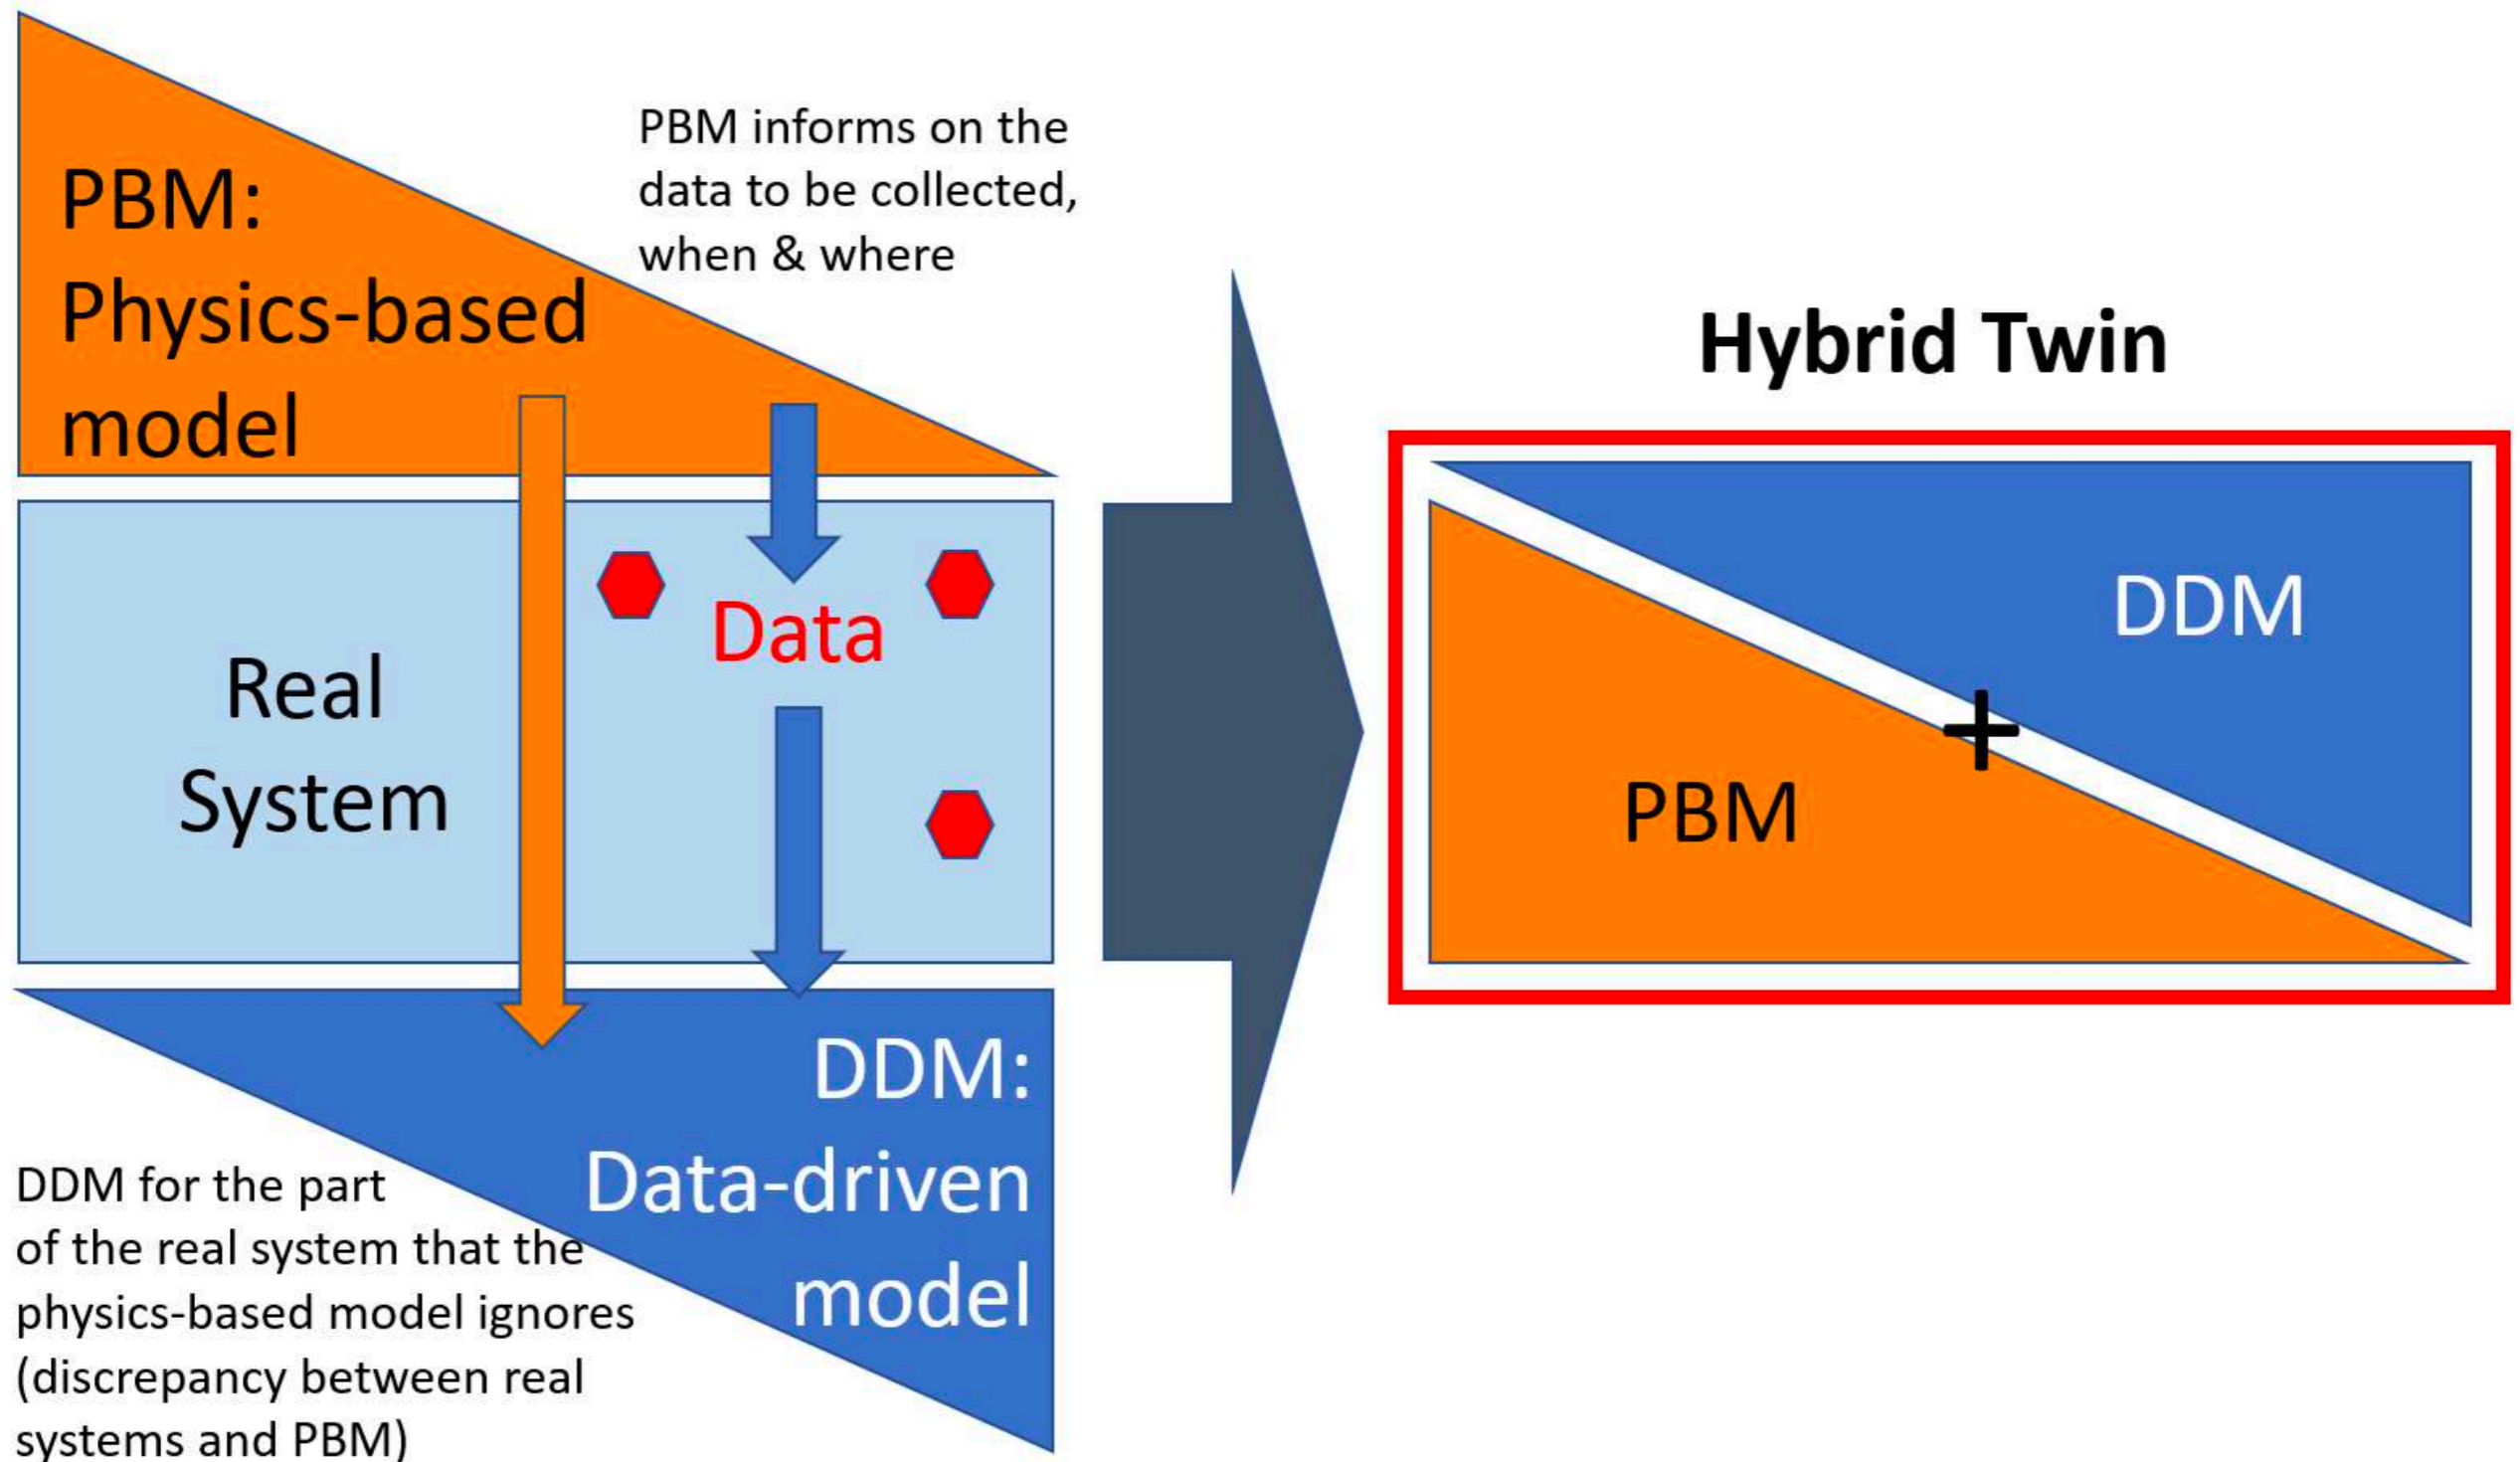 PBM:
Physics-based
model
PBM informs on the
data to be collected,
when & where
Real
System
Data
DDM:
Data-driven
model
DDM for the part
of the real system that the
physics-based model ignores
(discrepancy between real
systems and PBM)
Hybrid Twin
DDM
+
PBM